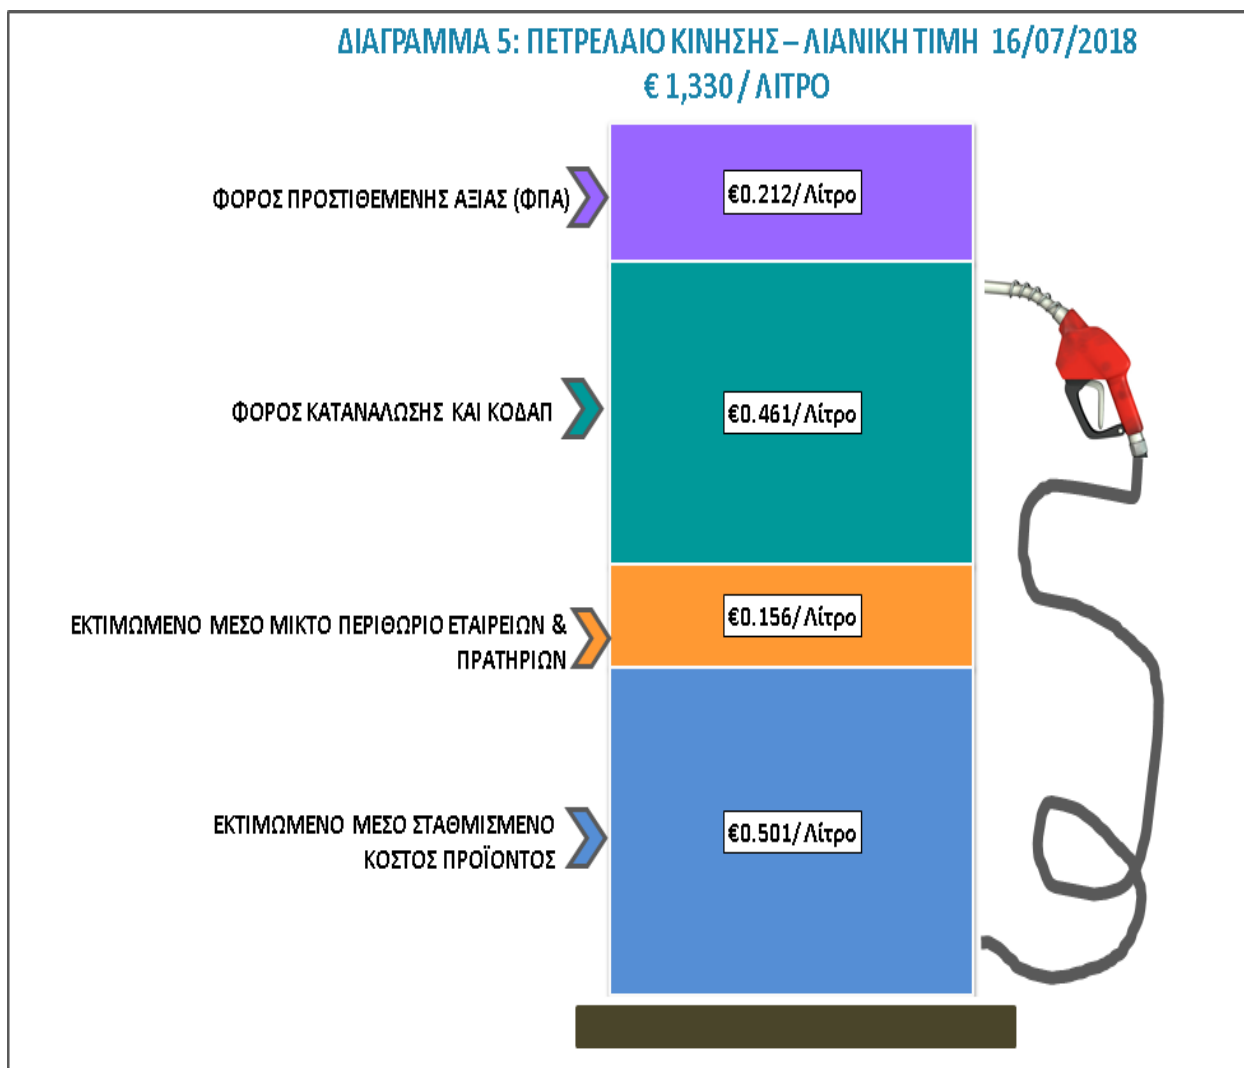 ΔΙΑΓΡΑΜΜΑ 5: ΠΕΤΡΕΛΑΙΟ ΚΙΝΗΣΗΣ – ΛΙΑΝΙΚΗ ΤΙΜΗ 16/07/2018
€ 1,330 / ΛΙΤΡΟ
ΦΟΡΟΣ ΠΡΟΣΤΙΘΕΜΕΝΗΣ ΑΞΙΑΣ (ΦΠΑ)
€0.212/ Λίτρο
ΦΟΡΟΣ ΚΑΤΑΝΑΛΩΣΗΣ ΚΑΙ ΚΟΔΑΠ
€0.461/ Λίτρο
ΕΚΤΙΜΩΜΕΝΟ ΜΕΣΟ ΜΙΚΤΟ ΠΕΡΙΘΩΡΙΟ ΕΤΑΙΡΕΙΩΝ &
ΠΡΑΤΗΡΙΩΝ
€0.156/ Λίτρο
ΕΚΤΙΜΩΜΕΝΟ ΜΕΣΟ ΣΤΑΘΜΙΣΜΕΝΟ
ΚΟΣΤΟΣ ΠΡΟΪΟΝΤΟΣ
€0.501/ Λίτρο